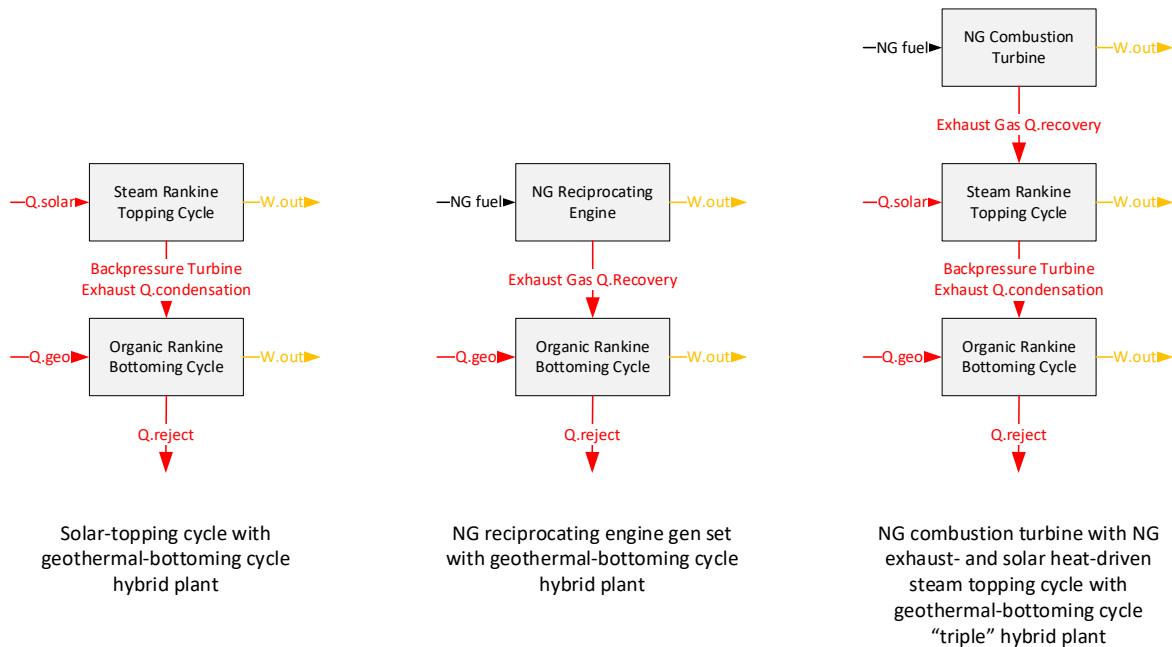 Q.solar
Steam Rankine
Topping Cycle
W.out
Backpressure Turbine
Exhaust Q.condensation
Q.geo
Organic Rankine
Bottoming Cycle
W.out
Q.reject
Solar-topping cycle with
geothermal-bottoming cycle
hybrid plant
NG fuel
NG Reciprocating
Engine
W.out
Exhaust Gas Q.Recovery
Q.geo
Organic Rankine
Bottoming Cycle
W.out
Q.reject
NG reciprocating engine gen set
with geothermal-bottoming cycle
hybrid plant
NG fuel
NG Combustion
Turbine
W.out
Exhaust Gas Q.recovery
Q.solar
Steam Rankine
Topping Cycle
W.out
Backpressure Turbine
Exhaust Q.condensation
Q.geo
Organic Rankine
Bottoming Cycle
W.out
Q.reject
NG combustion turbine with NG
exhaust- and solar heat-driven
steam topping cycle with
geothermal-bottoming cycle
“triple” hybrid plant